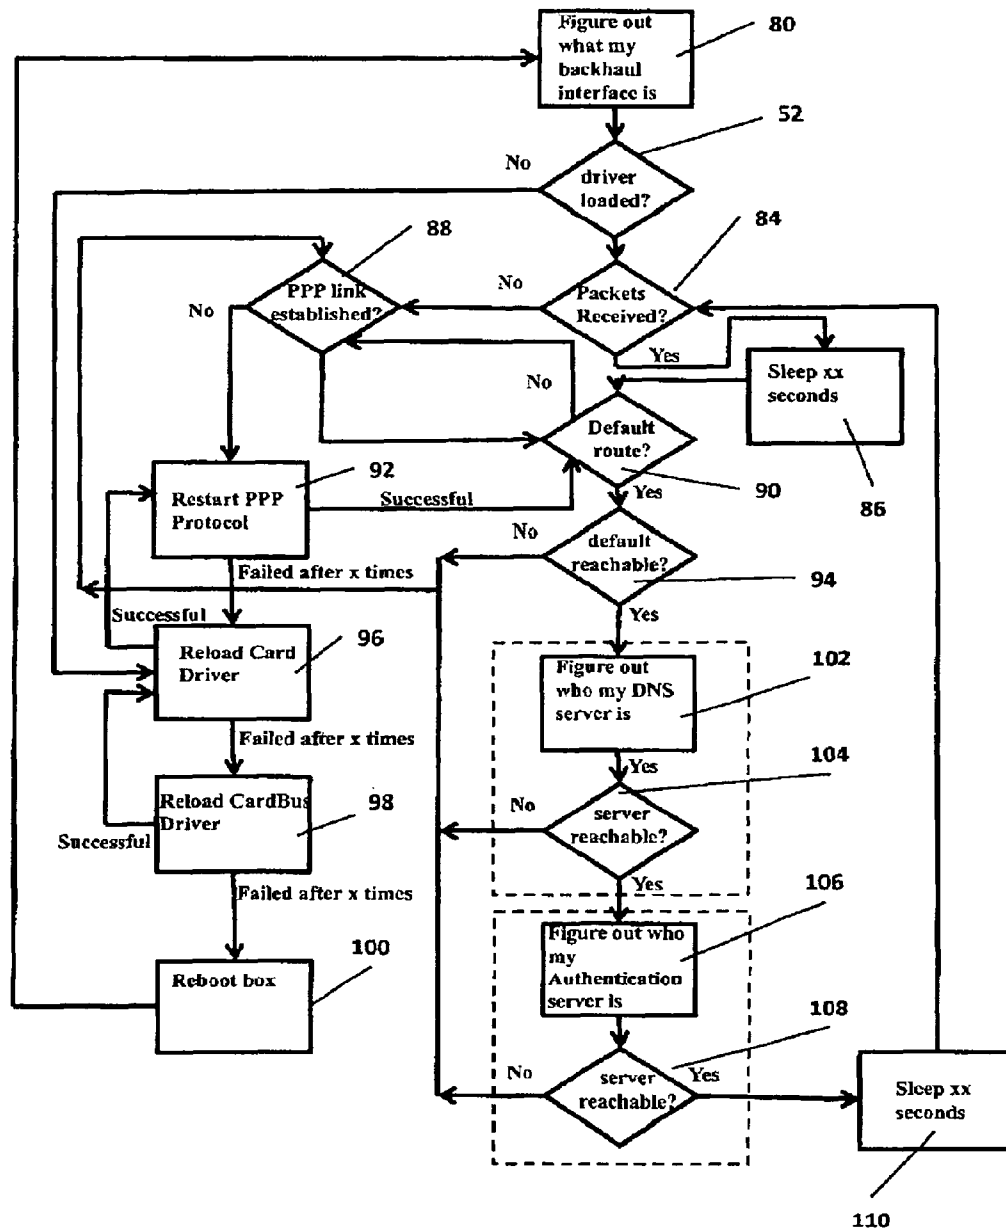 Figure out
what my
backhaul
interface is
80
52
No
driver
loaded?
84
88
No
PPP link
established?
No
Packets
Received?
Yes
No
Sleep xx
seconds
Default
route?
92
90
86
Restart PPP
Protocol
Successful
Yes
No
default
reachable?
94
Failed after x times
Successful
Yes
96
Reload Card
Driver
Figure out
who my DNS
server is
102
Failed after x times
Yes
104
98
Reload CardBus
Driver
No
server
reachable?
Successful
Yes
106
Failed after x times
Figure out who
my
Authentication
server is
100
Reboot box
108
No
server
reachable?
Yes
Sleep xx
seconds
110